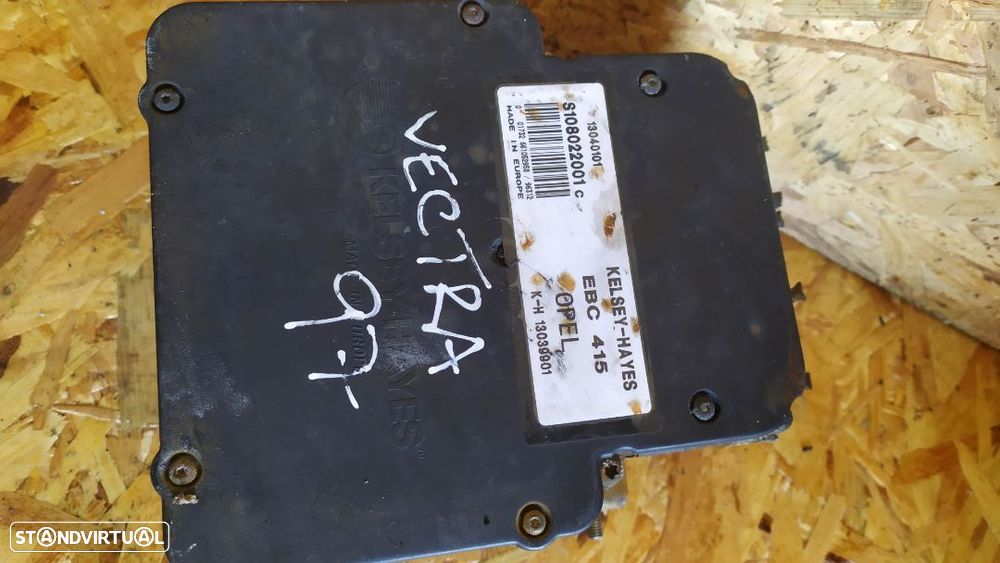 KELSEY-HAYES
EBC 415
OPEL
K-H 13039901
13040101
S108022001 C
MADE IN EUROPE
VECTRA
97
KELSEY-HAYES
STANDVIRTUAL